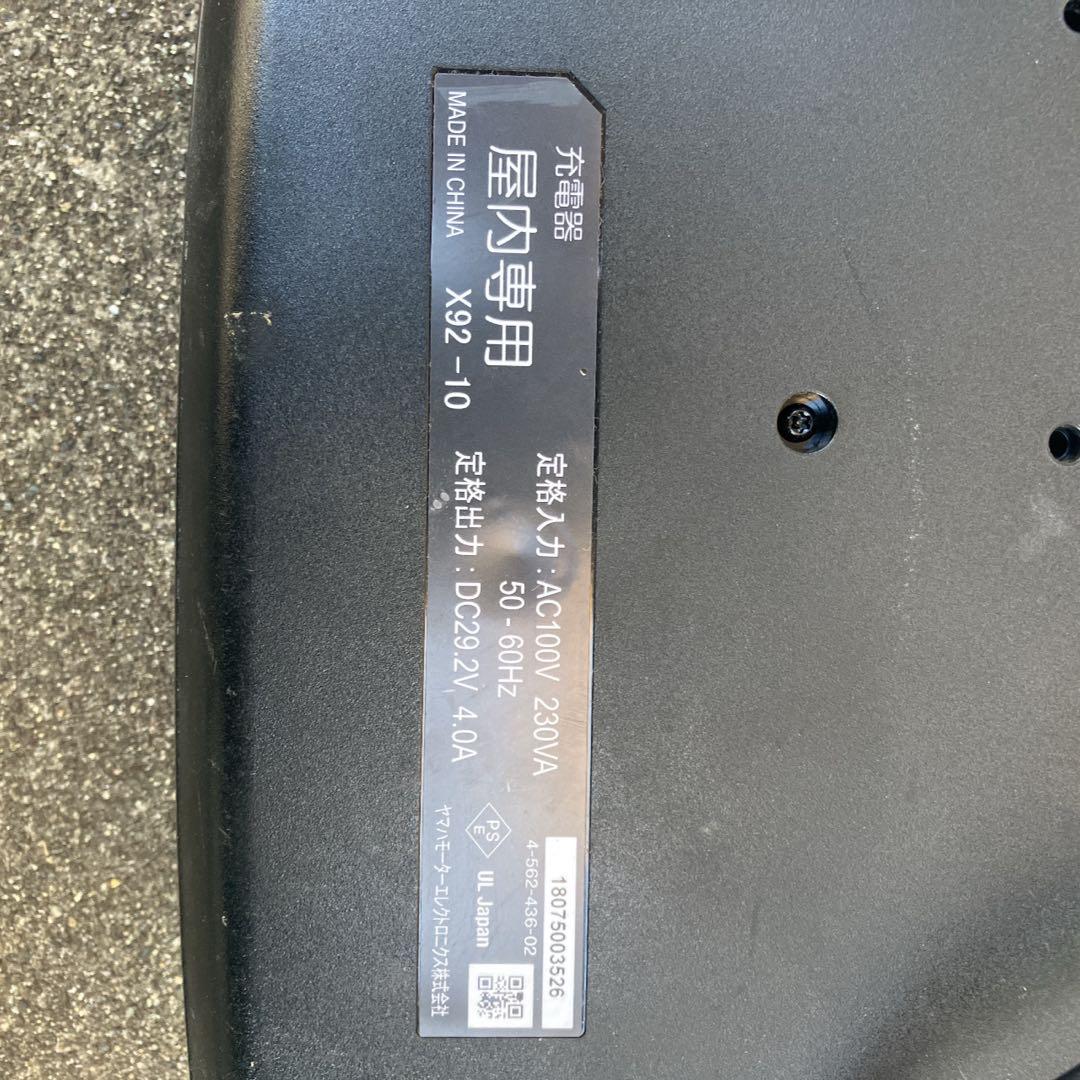 充電器
屋内専用
MADE IN CHINA X92-10
定格入力:AC100V 230VA
50-60Hz
定格出力:DC29.2V 4.0A
18075003526
4-562-436-02
PS
E
UL Japan
ヤマハモーターエレクトロニクス株式会社